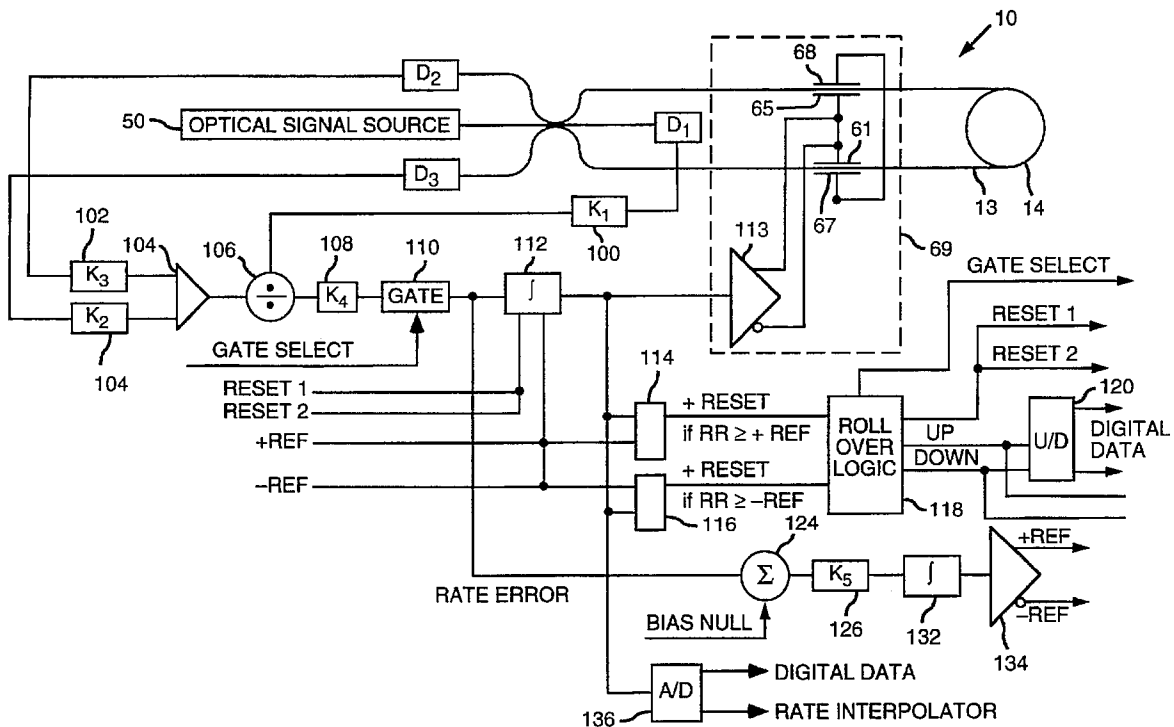 10
68
D2
65
50 OPTICAL SIGNAL SOURCE
D1
61
D3
67
13
14
102
104
106
108
110
112
K1
100
113
69
K3
÷
K4
GATE
∫
K2
104
GATE SELECT
GATE SELECT
RESET 1
RESET 2
RESET 1
RESET 2
114
+ RESET
if RR ≥ + REF
ROLL
OVER
LOGIC
UP
DOWN
120
U/D
DIGITAL
DATA
+REF
–REF
+ RESET
if RR ≥ –REF
116
118
124
Σ
K5
∫
+REF
–REF
RATE ERROR
BIAS NULL
126
132
134
A/D
136
DIGITAL DATA
RATE INTERPOLATOR